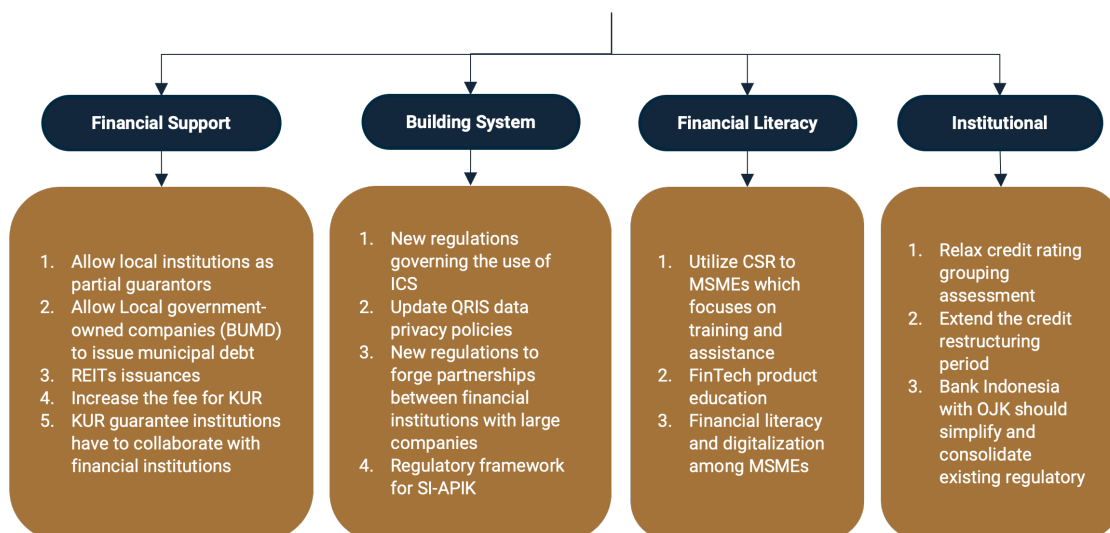 Financial Support
Building System
Financial Literacy
Institutional
1. Allow local institutions as
partial guarantors
2. Allow Local government-
owned companies (BUMD)
to issue municipal debt
3. REITs issuances
4. Increase the fee for KUR
5. KUR guarantee institutions
have to collaborate with
financial institutions
1. New regulations
governing the use of
ICS
2. Update QRIS data
privacy policies
3. New regulations to
forge partnerships
between financial
institutions with large
companies
4. Regulatory framework
for SI-APIK
1. Utilize CSR to
MSMEs which
focuses on
training and
assistance
2. FinTech product
education
3. Financial literacy
and digitalization
among MSMEs
1. Relax credit rating
grouping
assessment
2. Extend the credit
restructuring
period
3. Bank Indonesia
with OJK should
simplify and
consolidate
existing regulatory